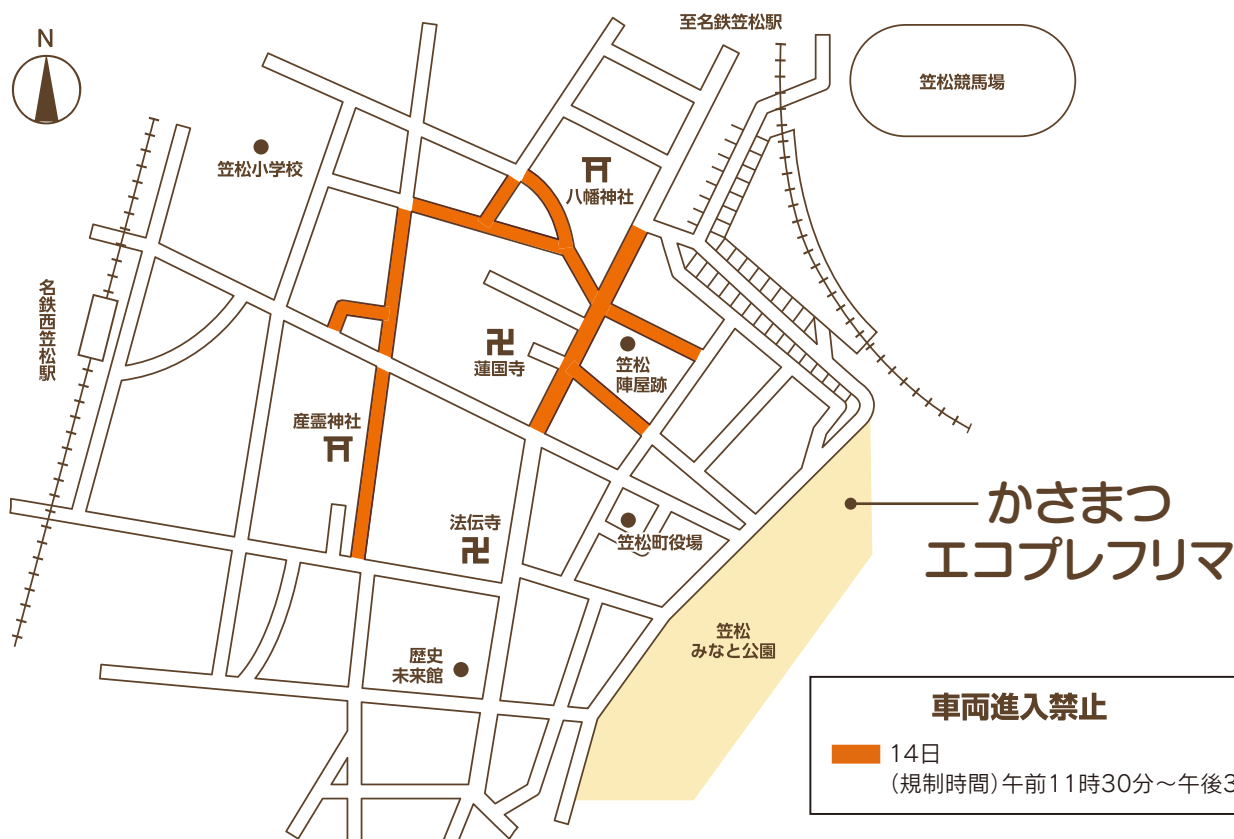 N
至名鉄笠松駅
笠松競馬場
笠松小学校
八幡神社
名鉄西笠松駅
蓮国寺
笠松
陣屋跡
産霊神社
法伝寺
笠松町役場
かさまつ
エコプレフリマ
笠松
みなと公園
歴史
未来館
車両進入禁止
14日
(規制時間)午前11時30分～午後3